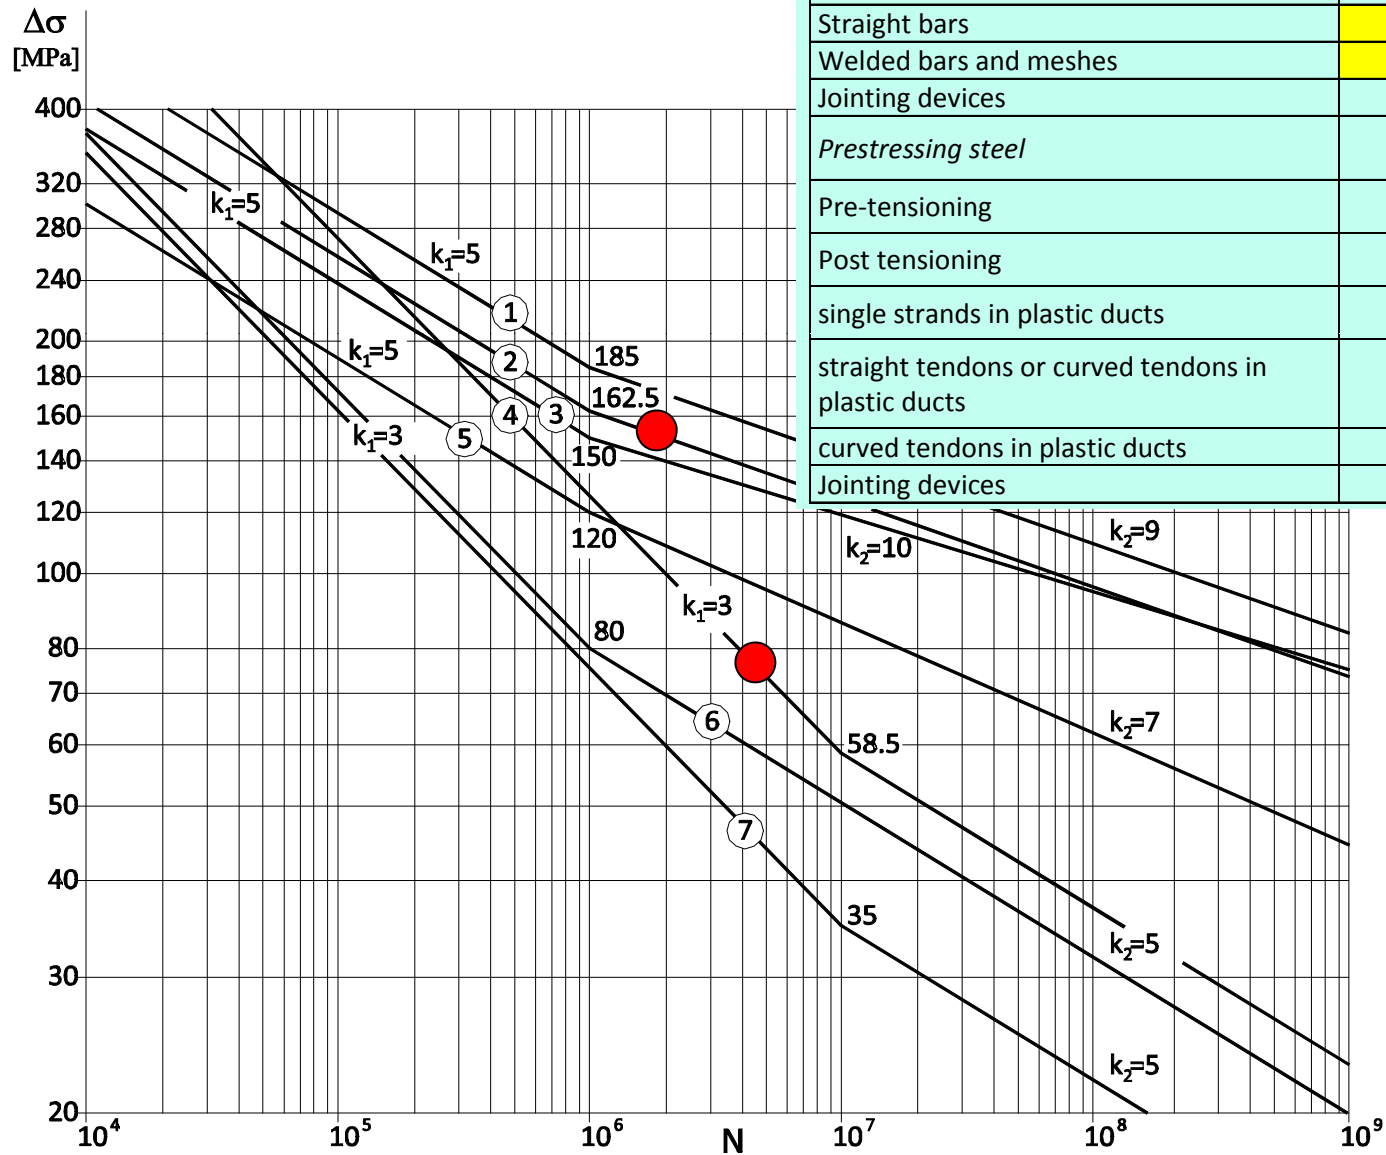 Δσ
[MPa]
Straight bars
Welded bars and meshes
Jointing devices
Prestressing steel
Pre-tensioning
Post tensioning
single strands in plastic ducts
straight tendons or curved tendons in
plastic ducts
curved tendons in plastic ducts
Jointing devices
400
320
280
240
200
180
160
140
120
100
80
70
60
50
40
30
20
k₁=5
k₁=5
k₁=5
k₁=3
1
2
3
4
5
185
162.5
150
120
k₁=3
80
6
7
58.5
35
k₂=10
k₂=9
k₂=7
k₂=5
k₂=5
10⁴
10⁵
10⁶
N
10⁷
10⁸
10⁹